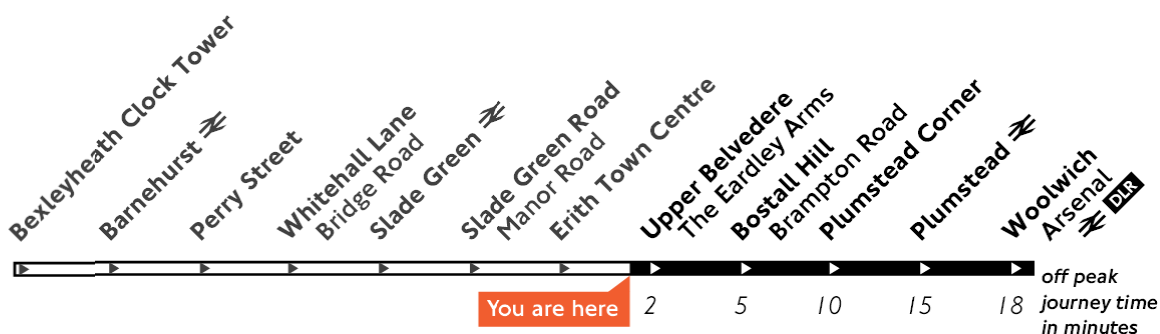 Bexleyheath Clock Tower
Barnehurst
Perry Street
Whitehall Lane
Bridge Road
Slade Green
Slade Green Road
Manor Road
Erith Town Centre
Upper Belvedere
The Eardley Arms
Bostall Hill
Brampton Road
Plumstead Corner
Plumstead
Woolwich
Arsenal
DLR
You are here
2
5
10
15
18
off peak
journey time
in minutes